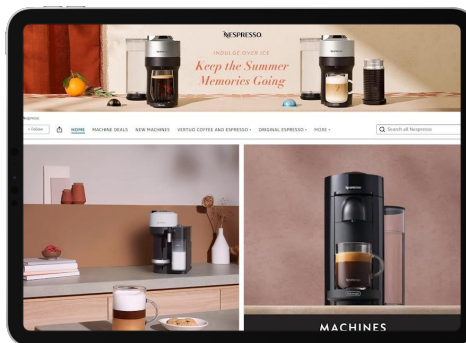 NESPRESSO
INDULGE OVER ICE
Keep the Summer
Memories Going
Nespresso
+ Follow
HOME MACHINE DEALS NEW MACHINES VERTUO COFFEE AND ESPRESSO ORIGINAL ESPRESSO MORE
Search all Nespresso
NESPRESSO
MACHINES